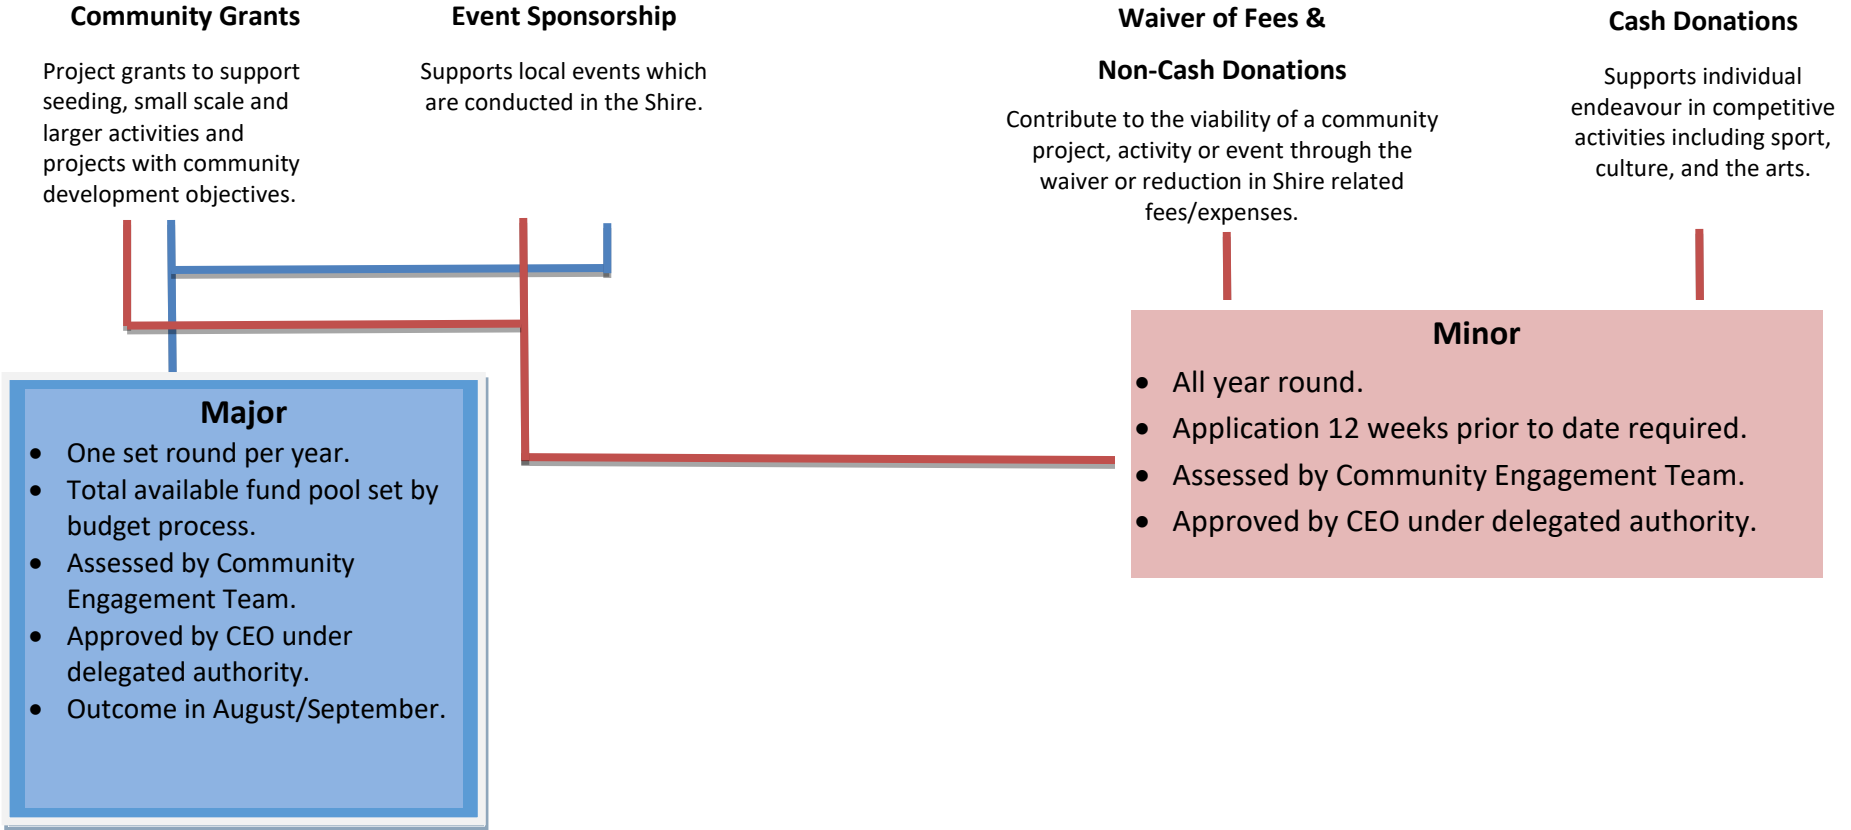 Community Grants
Project grants to support
seeding, small scale and
larger activities and
projects with community
development objectives.
Event Sponsorship
Supports local events which
are conducted in the Shire.
Waiver of Fees &
Non-Cash Donations
Contribute to the viability of a community
project, activity or event through the
waiver or reduction in Shire related
fees/expenses.
Cash Donations
Supports individual
endeavour in competitive
activities including sport,
culture, and the arts.
Major
• One set round per year.
• Total available fund pool set by
budget process.
• Assessed by Community
Engagement Team.
• Approved by CEO under
delegated authority.
• Outcome in August/September.
Minor
• All year round.
• Application 12 weeks prior to date required.
• Assessed by Community Engagement Team.
• Approved by CEO under delegated authority.